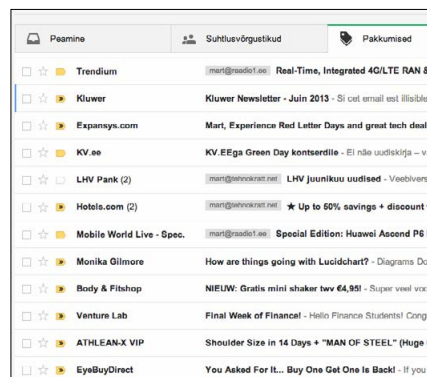 Peamine Suhtlusvõrgustikud Pakkumised
Trendium mart@raadio1.ee Real-Time, Integrated 4G/LTE RAN &
Kluwer Kluwer Newsletter - Juin 2013 - Si cet email est illisible
Expansys.com Mart, Experience Red Letter Days and great tech deal
KV.ee KV.EEga Green Day kontserdile - Ei näe uudiskirja – v
LHV Pank (2) mart@tehnokratt.net LHV juunikuu uudised - Veebivers
Hotels.com (2) mart@tehnokratt.net ★ Up to 50% savings + discount
Mobile World Live - Spec. mart@raadio1.ee Special Edition: Huawei Ascend P6
Monika Gilmore How are things going with Lucidchart? - Diagrams Do
Body & Fitshop NIEUW: Gratis mini shaker twv €4,95! - Super veel voo
Venture Lab Final Week of Finance! - Hello Finance Students! Cong
ATHLEAN-X VIP Shoulder Size in 14 Days + "MAN OF STEEL" (Huge
EyeBuyDirect You Asked For It... Buy One Get One Is Back! - If you